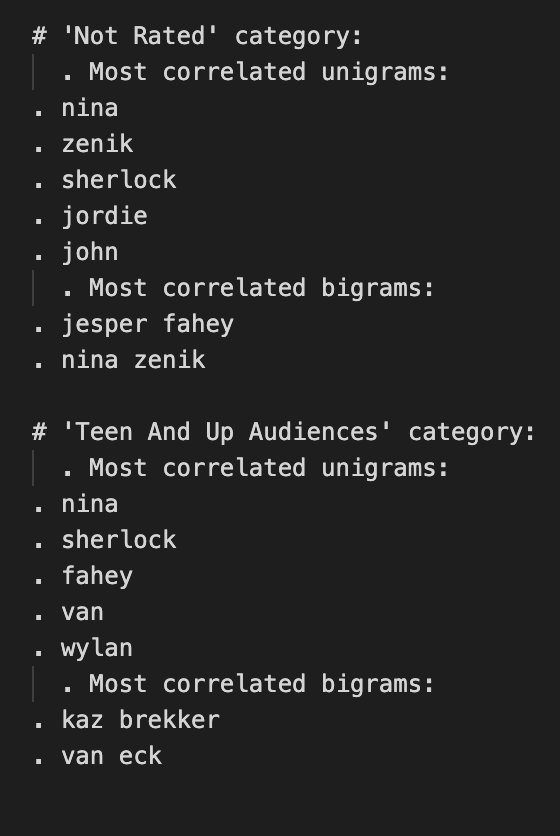 # 'Not Rated' category:
. Most correlated unigrams:
. nina
. zenik
. sherlock
. jordie
. john
. Most correlated bigrams:
. jesper fahey
. nina zenik
# 'Teen And Up Audiences' category:
. Most correlated unigrams:
. nina
. sherlock
. fahey
. van
. wylan
. Most correlated bigrams:
. kaz brekker
. van eck